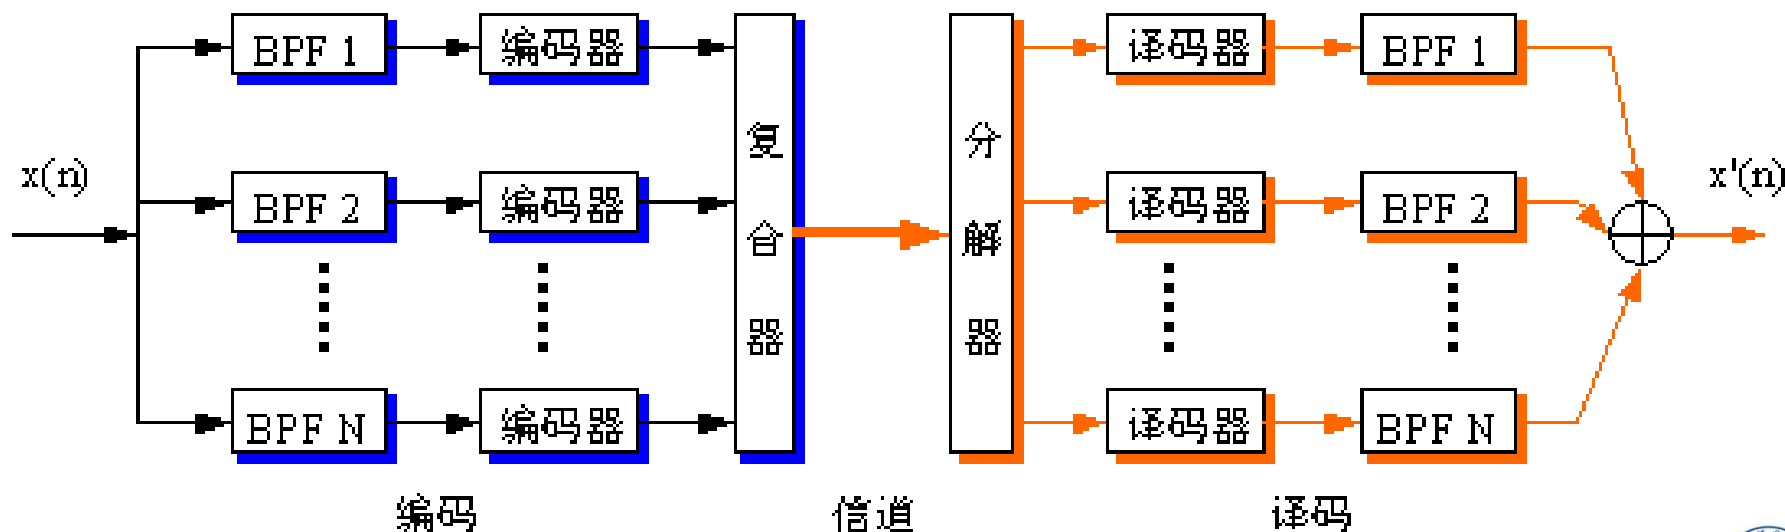 BPF 1 编码器 译码器 BPF 1
x(n) BPF 2 编码器 复合器 分解器 译码器 BPF 2 x'(n)
BPF N 编码器 译码器 BPF N
编码 信道 译码